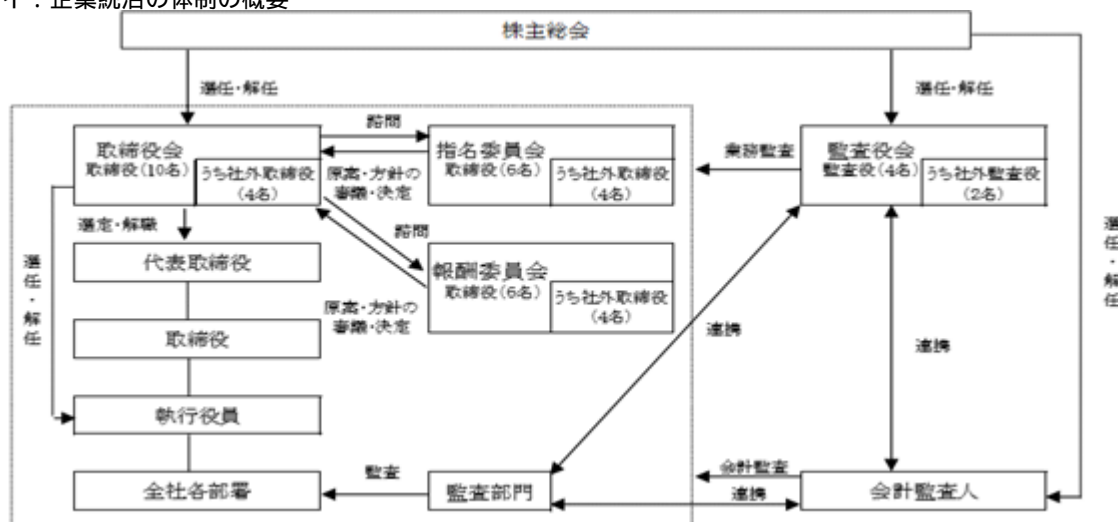 イ：企業統治の体制の概要
株主総会
選任・解任
選任・解任
取締役会
取締役(10名)
うち社外取締役
(4名)
諮問
原案・方針の
審議・決定
指名委員会
取締役(6名)
うち社外取締役
(4名)
業務監査
監査役会
監査役(4名)
うち社外監査役
(2名)
選定・解職
諮問
選任・解任
代表取締役
報酬委員会
取締役(6名)
うち社外取締役
(4名)
原案・方針の
審議・決定
選任・解任
取締役
連携
連携
執行役員
全社各部署
監査
監査部門
会計監査
連携
会計監査人